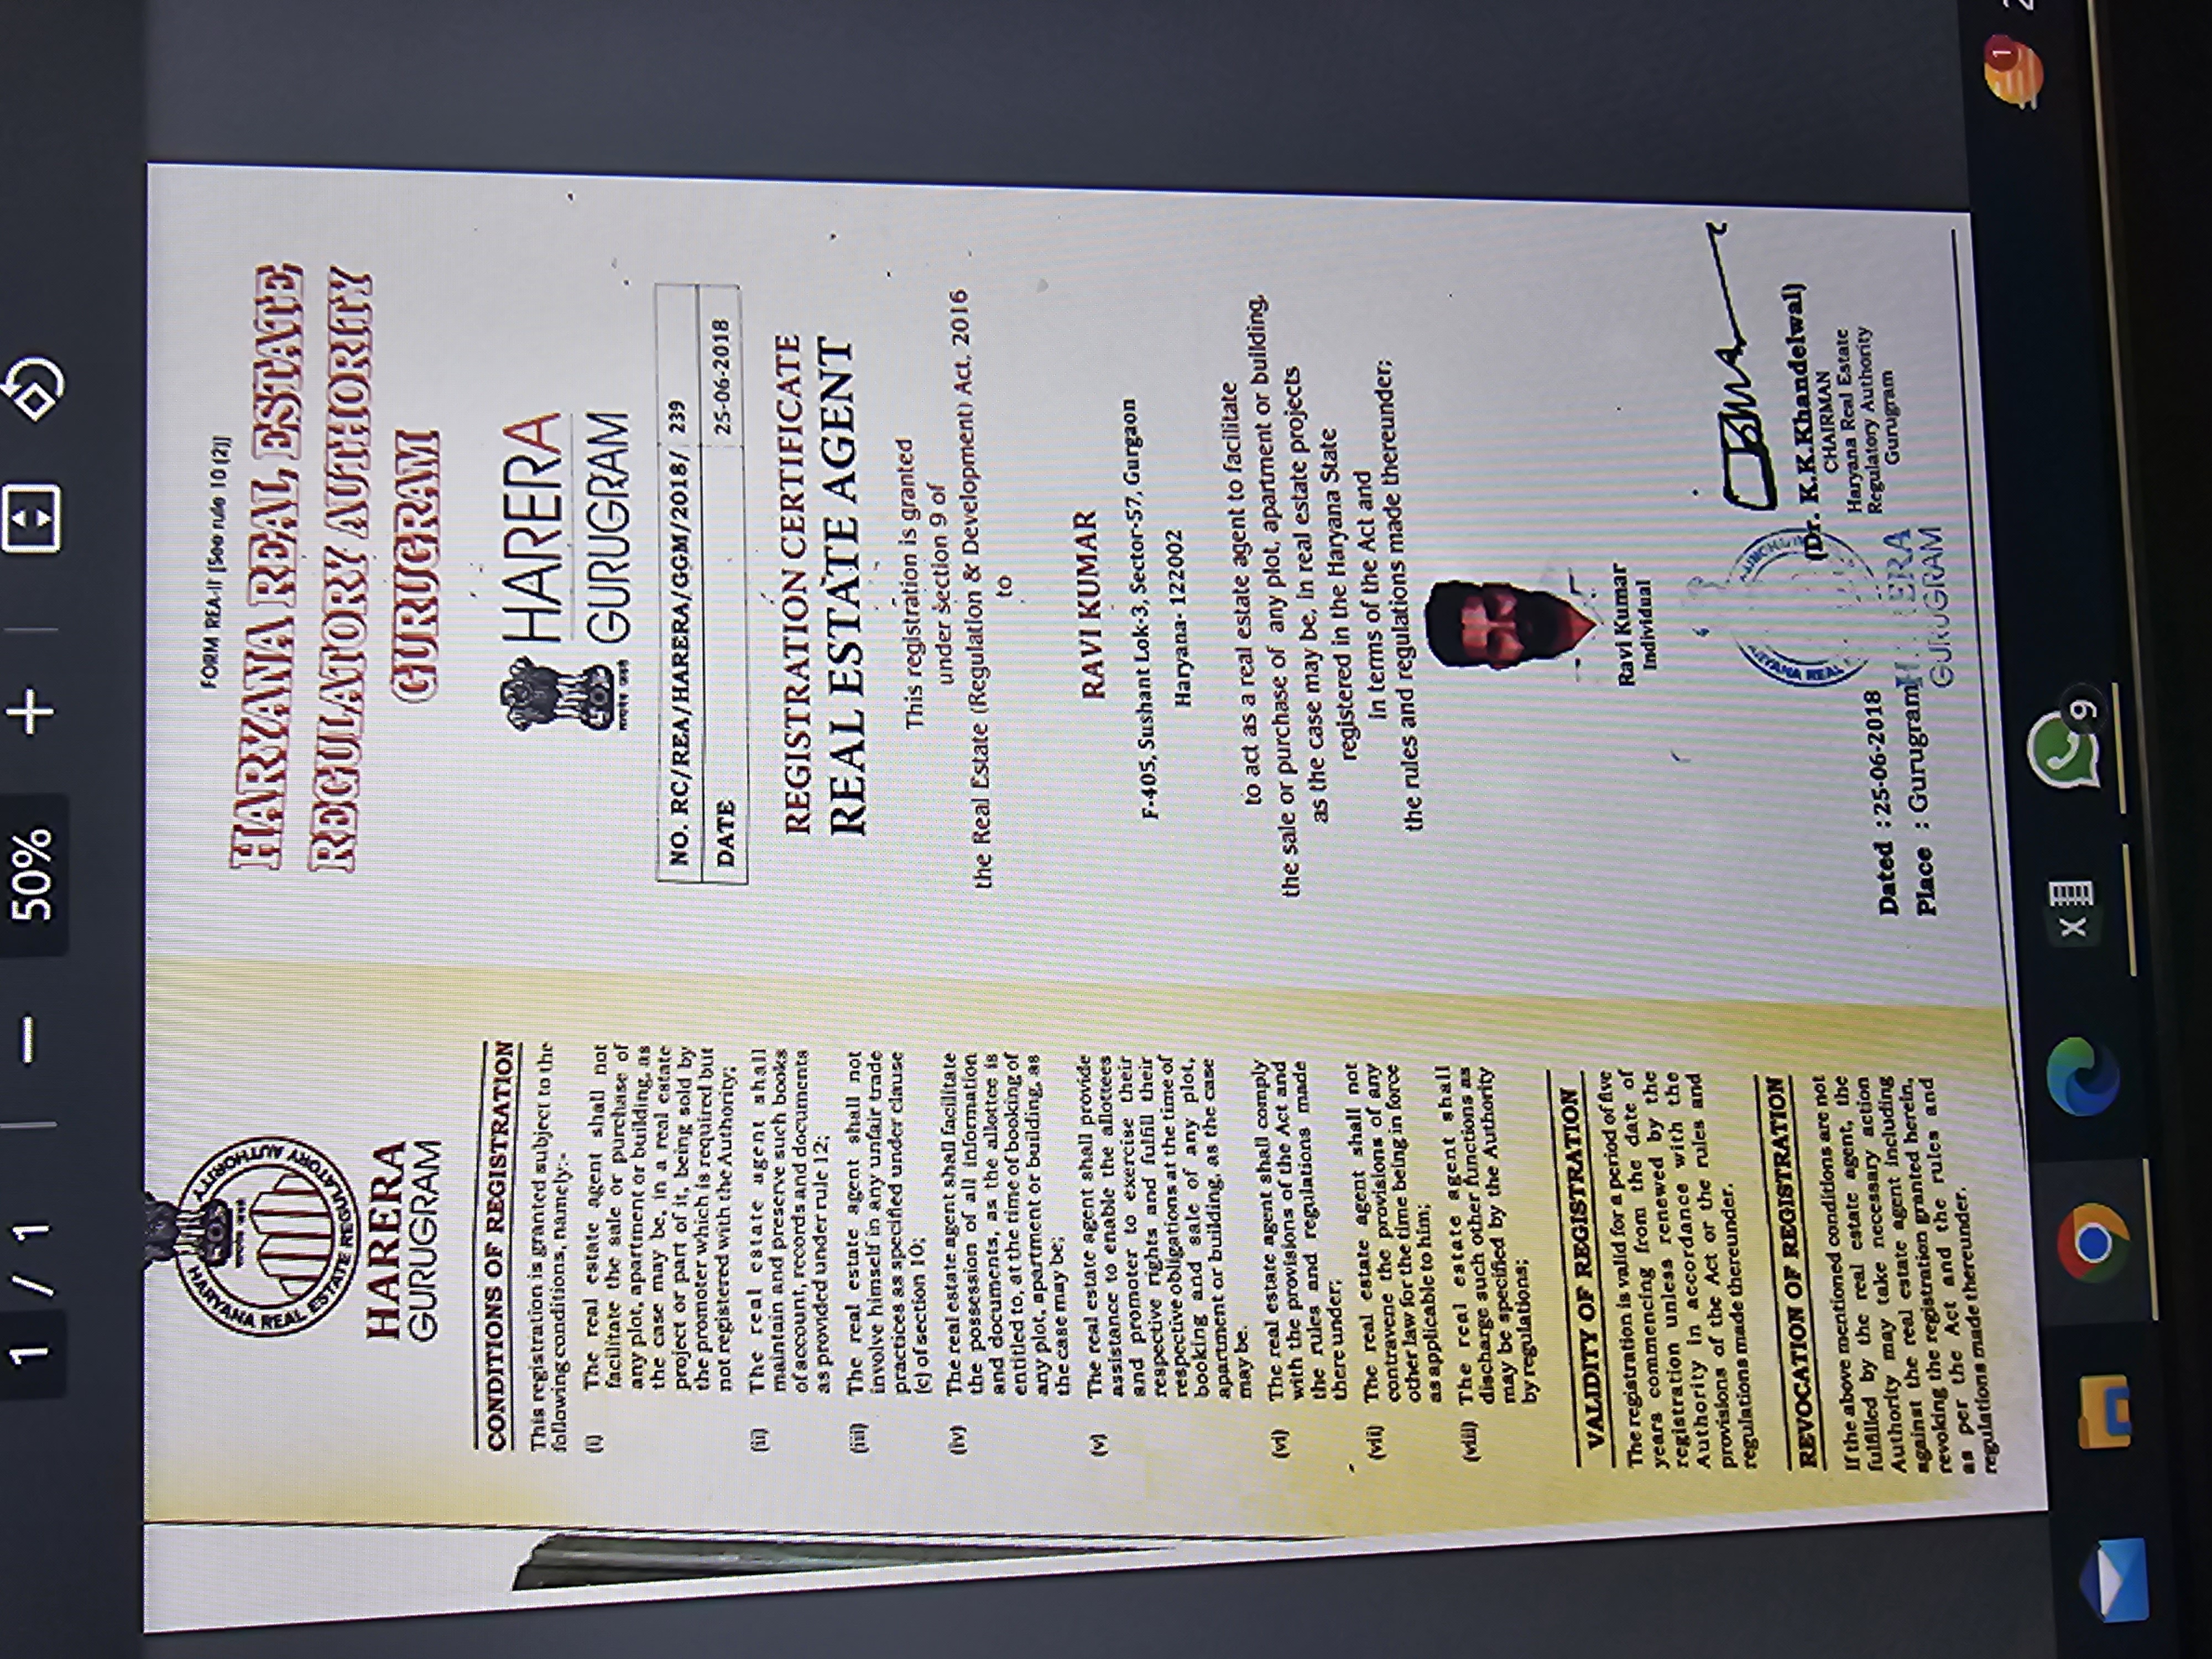 1 / 1
50%
HARYANA REAL ESTATE REGULATORY AUTHORITY
HARERA
GURUGRAM
CONDITIONS OF REGISTRATION
This registration is granted subject to the
following conditions, namely:-
(i) The real estate agent shall not
facilitate the sale or purchase of
any plot, apartment or building, as
the case may be, in a real estate
project or part of it, being sold by
the promoter which is required but
not registered with the Authority;
(ii) The real estate agent shall
maintain and preserve such books
of account, records and documents
as provided under rule 12;
(iii) The real estate agent shall not
involve himself in any unfair trade
practices as specified under clause
(c) of section 10;
(iv) The real estate agent shall facilitate
the possession of all information
and documents, as the allottee is
entitled to, at the time of booking of
any plot, apartment or building, as
the case may be;
(v) The real estate agent shall provide
assistance to enable the allottees
and promoter to exercise their
respective rights and fulfill their
respective obligations at the time of
booking and sale of any plot,
apartment or building, as the case
may be.
(vi) The real estate agent shall comply
with the provisions of the Act and
the rules and regulations made
there under;
(vii) The real estate agent shall not
contravene the provisions of any
other law for the time being in force
as applicable to him;
(viii) The real estate agent shall
discharge such other functions as
may be specified by the Authority
by regulations;
VALIDITY OF REGISTRATION
The registration is valid for a period of five
years commencing from the date of
registration unless renewed by the
Authority in accordance with the
provisions of the Act or the rules and
regulations made thereunder.
REVOCATION OF REGISTRATION
If the above mentioned conditions are not
fulfilled by the real estate agent, the
Authority may take necessary action
against the real estate agent including
revoking the registration granted herein,
as per the Act and the rules and
regulations made thereunder.
FORM REA-II [See rule 10 (2)]
HARYANA REAL ESTATE
REGULATORY AUTHORITY
GURUGRAM
HARERA
GURUGRAM
सत्यमेव जयते
NO. RC/REA/HARERA/GGM/2018/ 239
DATE 25-06-2018
REGISTRATION CERTIFICATE
REAL ESTATE AGENT
This registration is granted
under section 9 of
the Real Estate (Regulation & Development) Act, 2016
to
RAVI KUMAR
F-405, Sushant Lok-3, Sector-57, Gurgaon
Haryana- 122002
to act as a real estate agent to facilitate
the sale or purchase of any plot, apartment or building,
as the case may be, in real estate projects
registered in the Haryana State
in terms of the Act and
the rules and regulations made thereunder;
Ravi Kumar
Individual
(Dr. K.K.Khandelwal)
CHAIRMAN
Haryana Real Estate
Regulatory Authority
Gurugram
Dated : 25-06-2018
Place : Gurugram
GURUGRAM
9
1